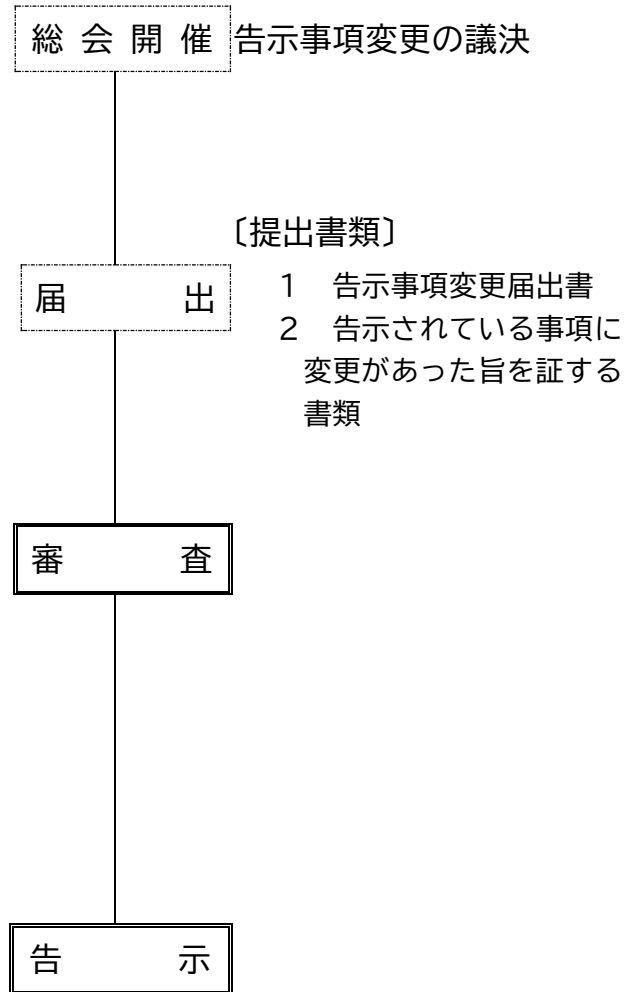 総会開催 告示事項変更の議決
〔提出書類〕
届　　出
1　告示事項変更届出書
2　告示されている事項に
変更があった旨を証する
書類
審　　査
告　　示